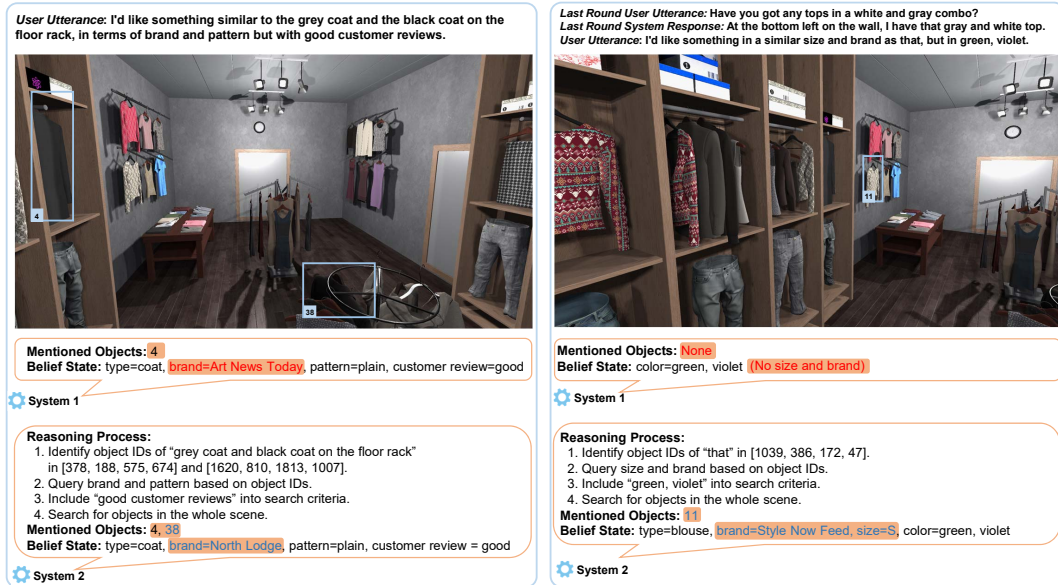 User Utterance: I'd like something similar to the grey coat and the black coat on the
floor rack, in terms of brand and pattern but with good customer reviews.
4
38
Mentioned Objects: 4
Belief State: type=coat, brand=Art News Today, pattern=plain, customer review=good
System 1
Reasoning Process:
1. Identify object IDs of “grey coat and black coat on the floor rack”
in [378, 188, 575, 674] and [1620, 810, 1813, 1007].
2. Query brand and pattern based on object IDs.
3. Include “good customer reviews” into search criteria.
4. Search for objects in the whole scene.
Mentioned Objects: 4, 38
Belief State: type=coat, brand=North Lodge, pattern=plain, customer review = good
System 2
Last Round User Utterance: Have you got any tops in a white and gray combo?
Last Round System Response: At the bottom left on the wall, I have that gray and white top.
User Utterance: I'd like something in a similar size and brand as that, but in green, violet.
11
Mentioned Objects: None
Belief State: color=green, violet (No size and brand)
System 1
Reasoning Process:
1. Identify object IDs of “that” in [1039, 386, 172, 47].
2. Query size and brand based on object IDs.
3. Include “green, violet” into search criteria.
4. Search for objects in the whole scene.
Mentioned Objects: 11
Belief State: type=blouse, brand=Style Now Feed, size=S, color=green, violet
System 2